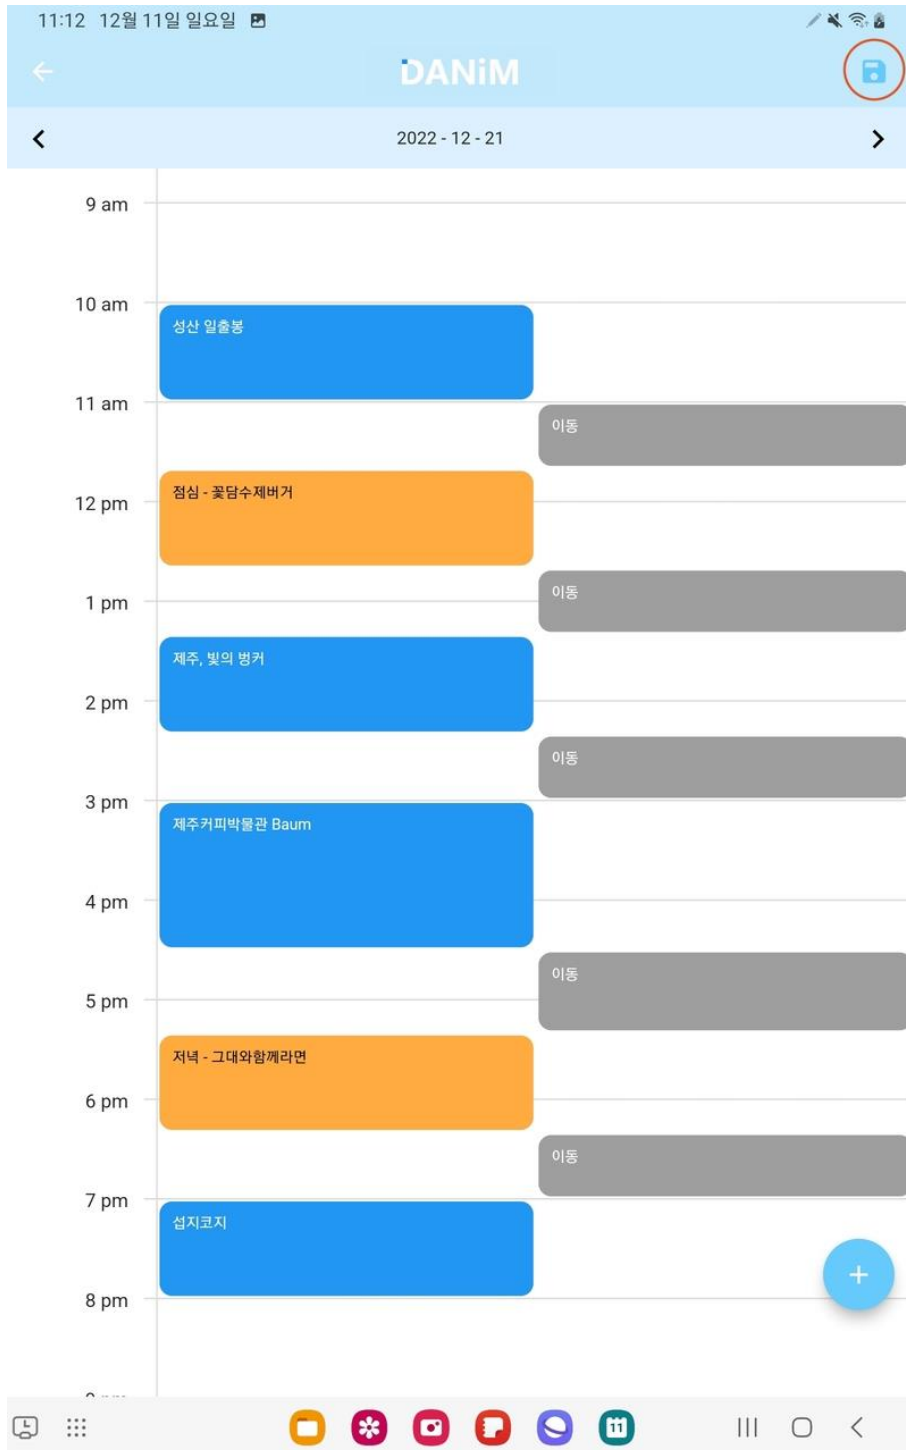 11:12 12월 11일 일요일
DANiM
2022 - 12 - 21
9 am
10 am
성산 일출봉
11 am
이동
점심 - 꽃담수제버거
12 pm
이동
1 pm
제주, 빛의 벙커
2 pm
이동
3 pm
제주커피박물관 Baum
4 pm
이동
5 pm
저녁 - 그대와함께라면
6 pm
이동
7 pm
섭지코지
+
8 pm
11